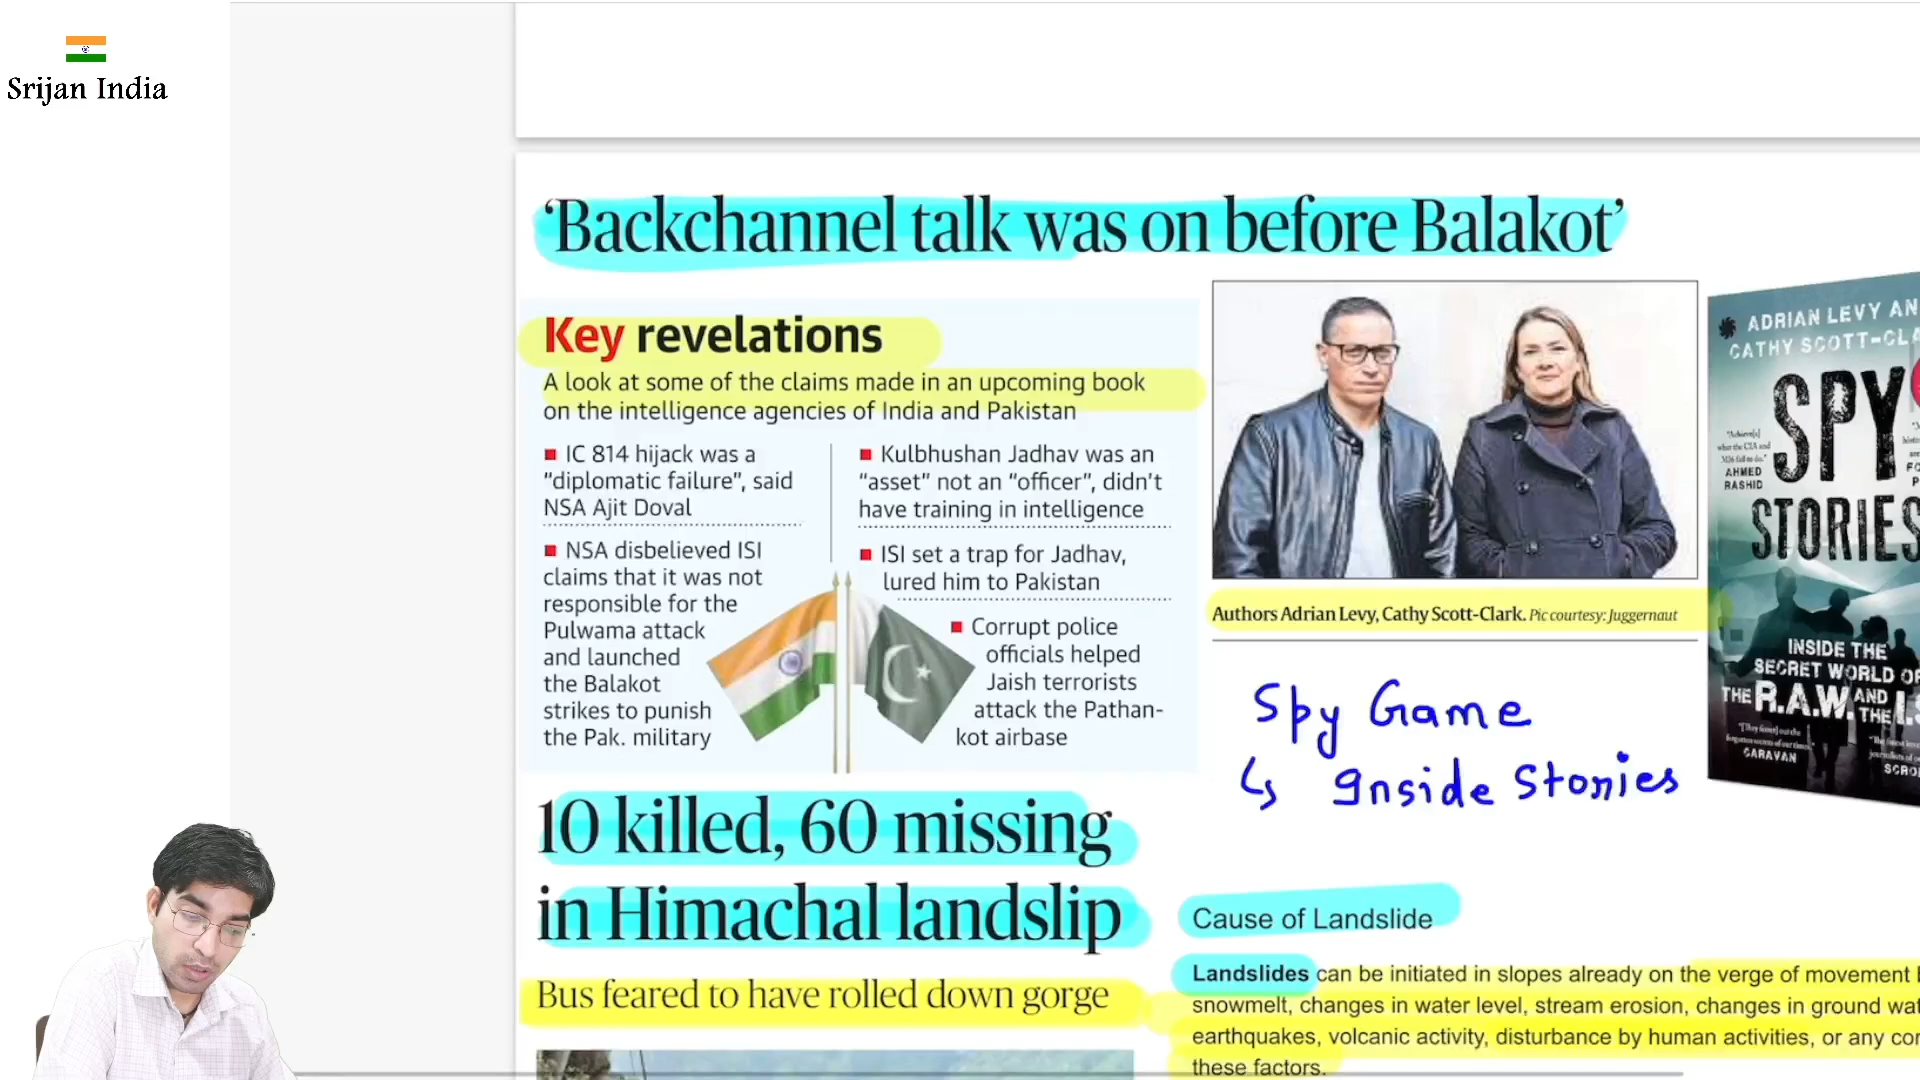 Srijan India
‘Backchannel talk was on before Balakot’
Key revelations
A look at some of the claims made in an upcoming book
on the intelligence agencies of India and Pakistan
IC 814 hijack was a
“diplomatic failure”, said
NSA Ajit Doval
NSA disbelieved ISI
claims that it was not
responsible for the
Pulwama attack
and launched
the Balakot
strikes to punish
the Pak. military
Kulbhushan Jadhav was an
“asset” not an “officer”, didn’t
have training in intelligence
ISI set a trap for Jadhav,
lured him to Pakistan
Corrupt police
officials helped
Jaish terrorists
attack the Pathan-
kot airbase
Authors Adrian Levy, Cathy Scott-Clark. Pic courtesy: Juggernaut
ADRIAN LEVY AN
CATHY SCOTT-CLA
SPY
STORIES
AHMED
RASHID
INSIDE THE
SECRET WORLD OF
THE R.A.W. AND
THE I.S
CARAVAN
SCRO
Spy Game
↳ Inside Stories
10 killed, 60 missing
in Himachal landslip
Bus feared to have rolled down gorge
Cause of Landslide
Landslides can be initiated in slopes already on the verge of movement
snowmelt, changes in water level, stream erosion, changes in ground wat
earthquakes, volcanic activity, disturbance by human activities, or any co
these factors.